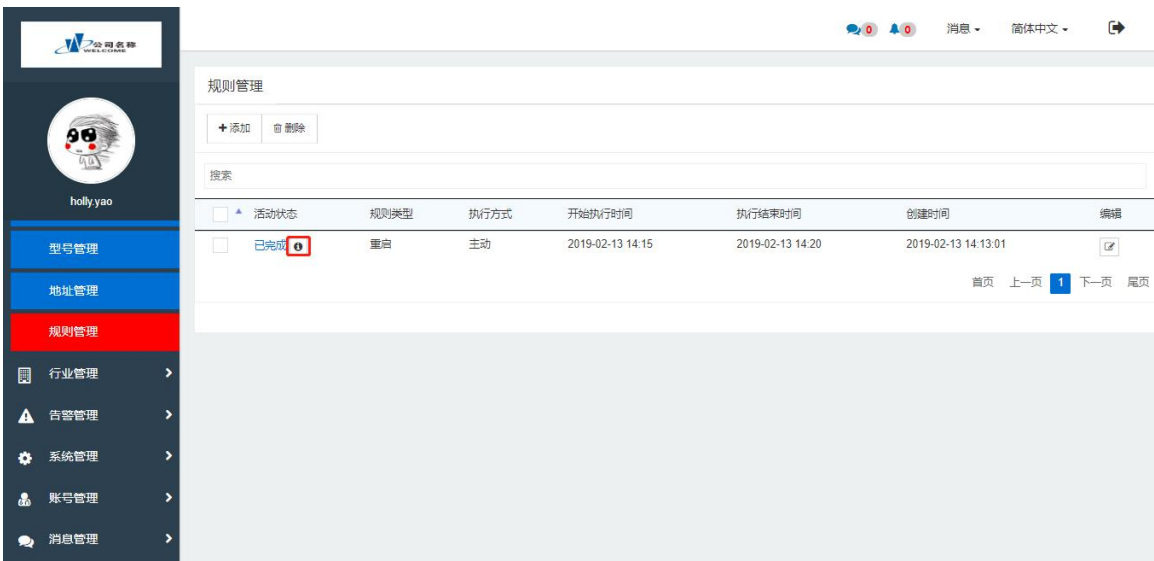 公司名称
WELCOME
0 0 消息 简体中文
holly.yao
型号管理
地址管理
规则管理
行业管理
告警管理
系统管理
账号管理
消息管理
规则管理
添加 删除
搜索
活动状态 规则类型 执行方式 开始执行时间 执行结束时间 创建时间 编辑
已完成 重启 主动 2019-02-13 14:15 2019-02-13 14:20 2019-02-13 14:13:01
首页 上一页 1 下一页 尾页